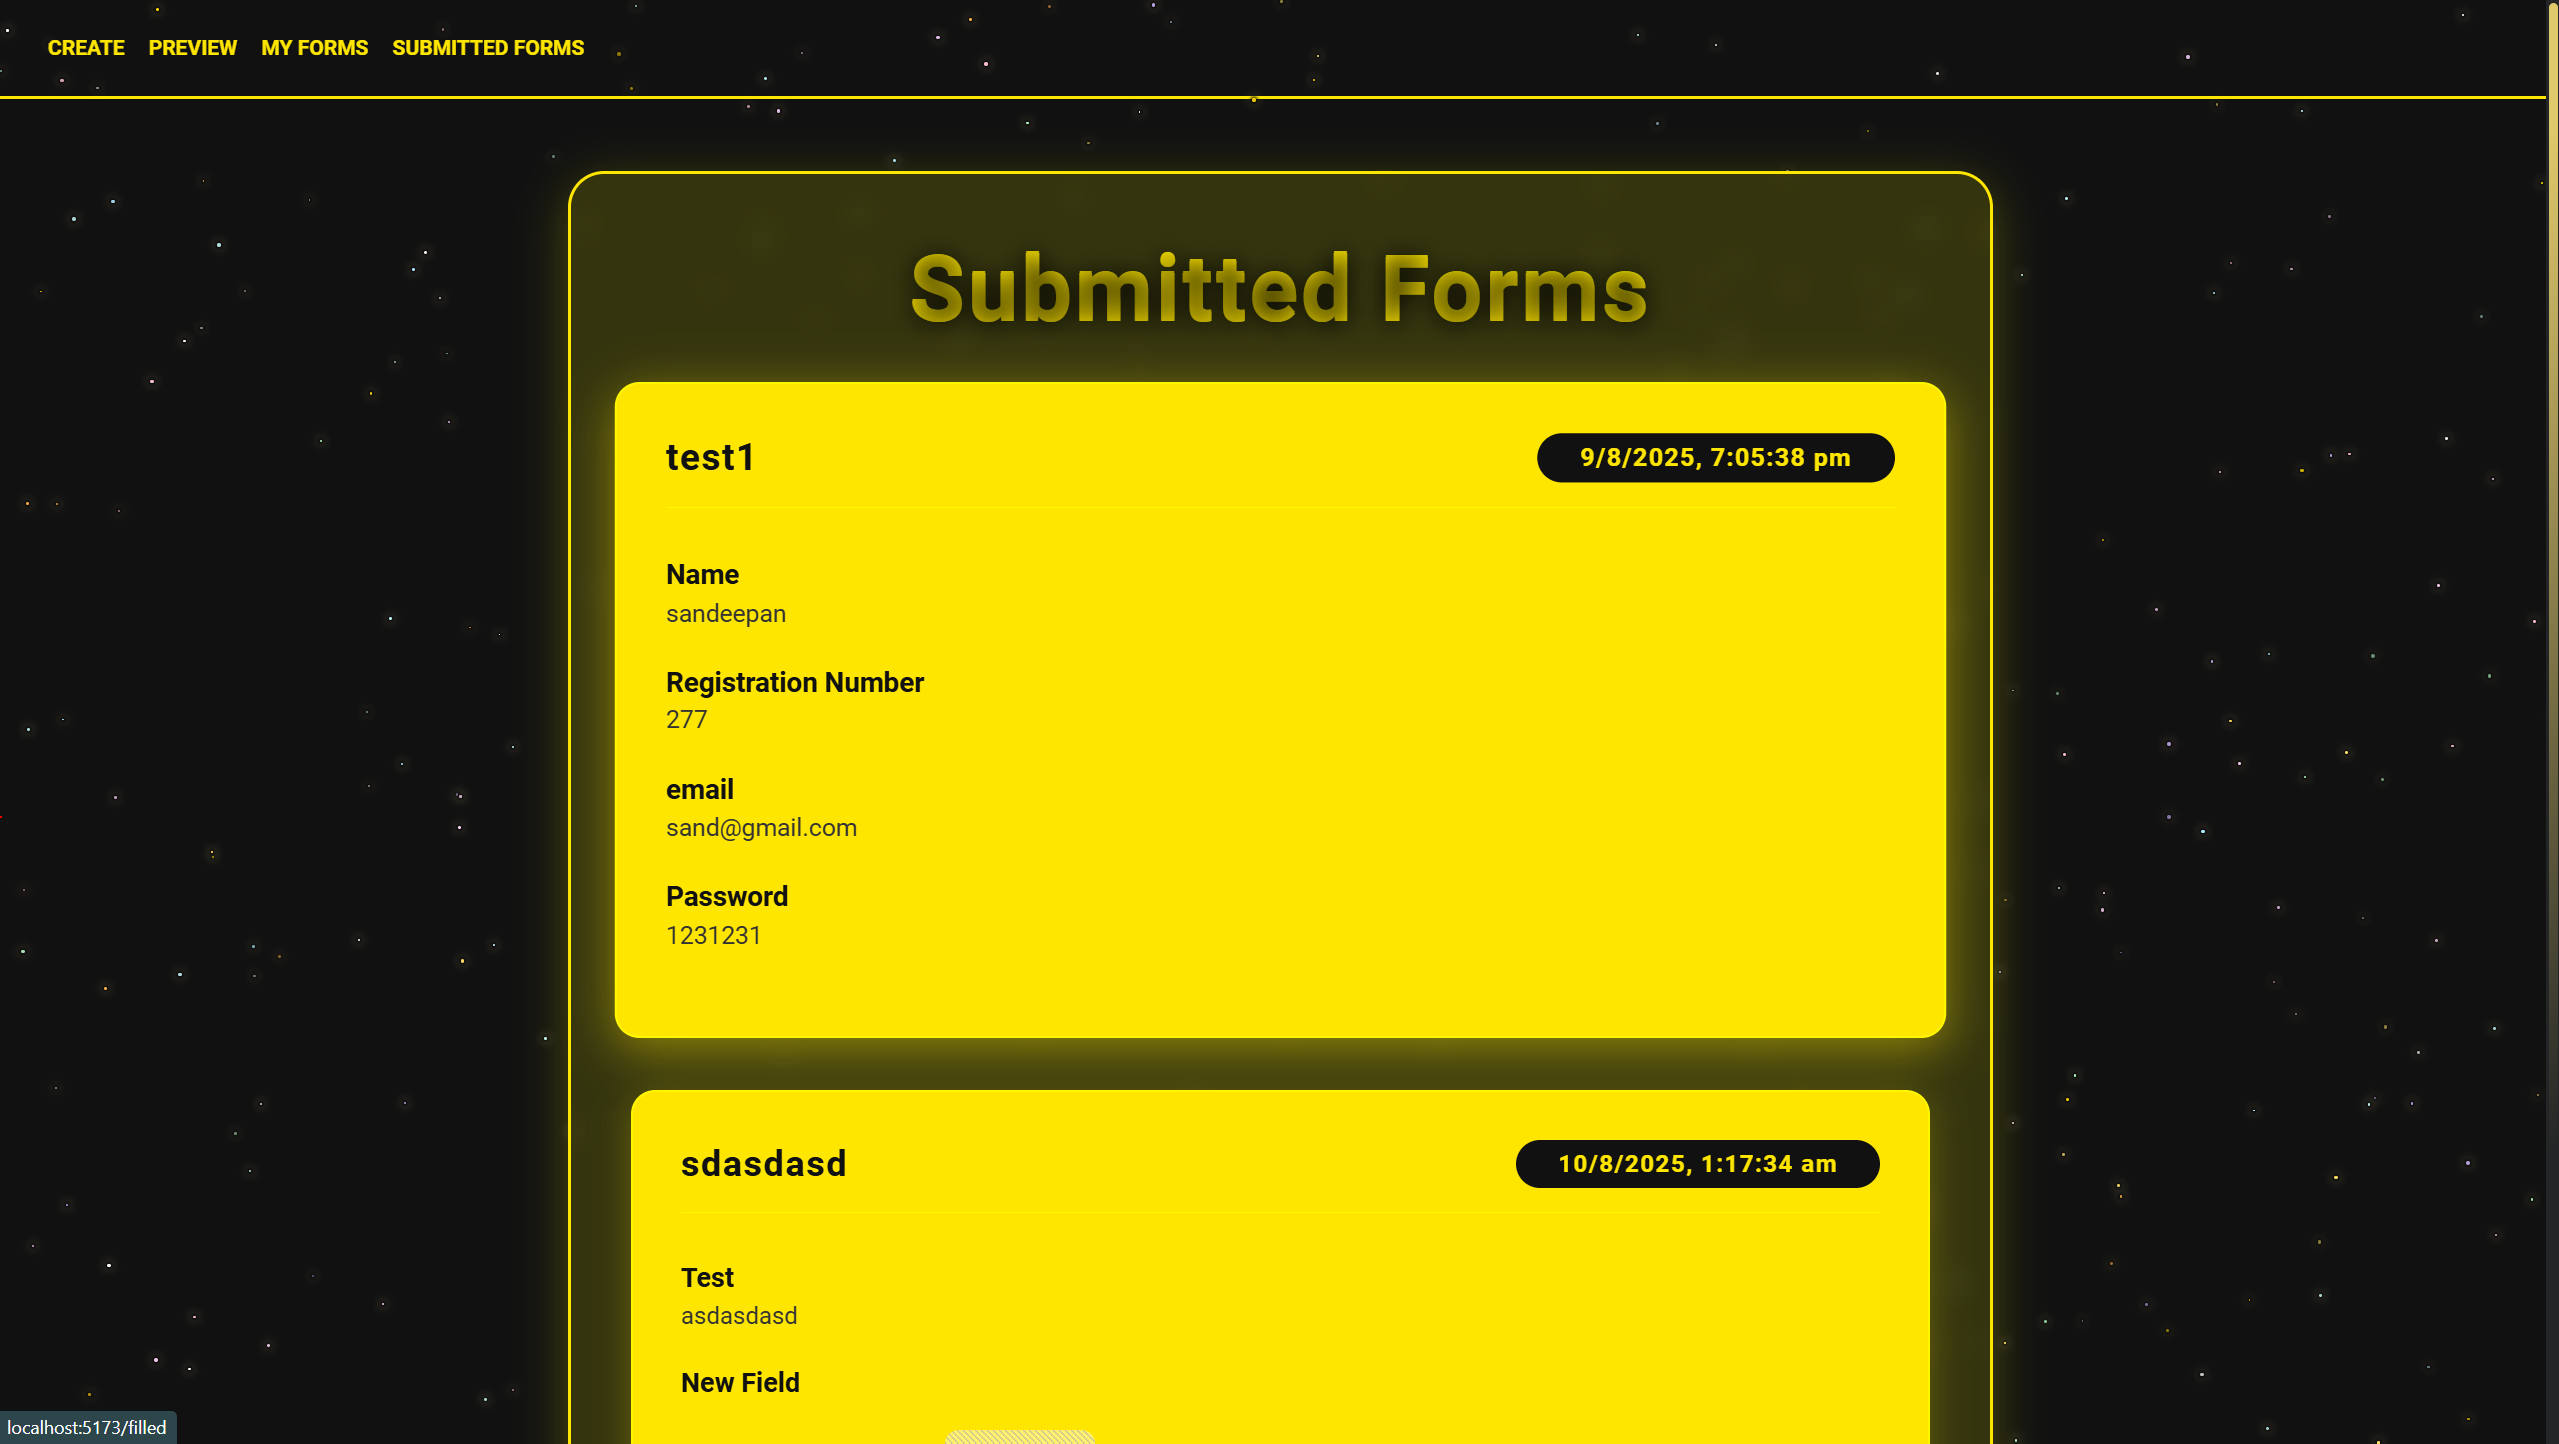 CREATE PREVIEW MY FORMS SUBMITTED FORMS
Submitted Forms
test1 9/8/2025, 7:05:38 pm
Name
sandeepan
Registration Number
277
email
sand@gmail.com
Password
1231231
sdasdasd 10/8/2025, 1:17:34 am
Test
asdasdasd
New Field
localhost:5173/filled